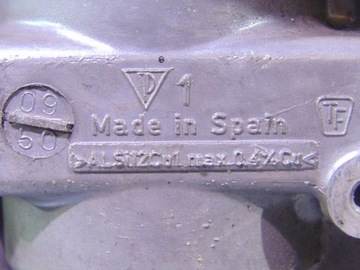 1
Made in Spain
09
50
TF
>ALSI12CU1 max.0.4%Cu<